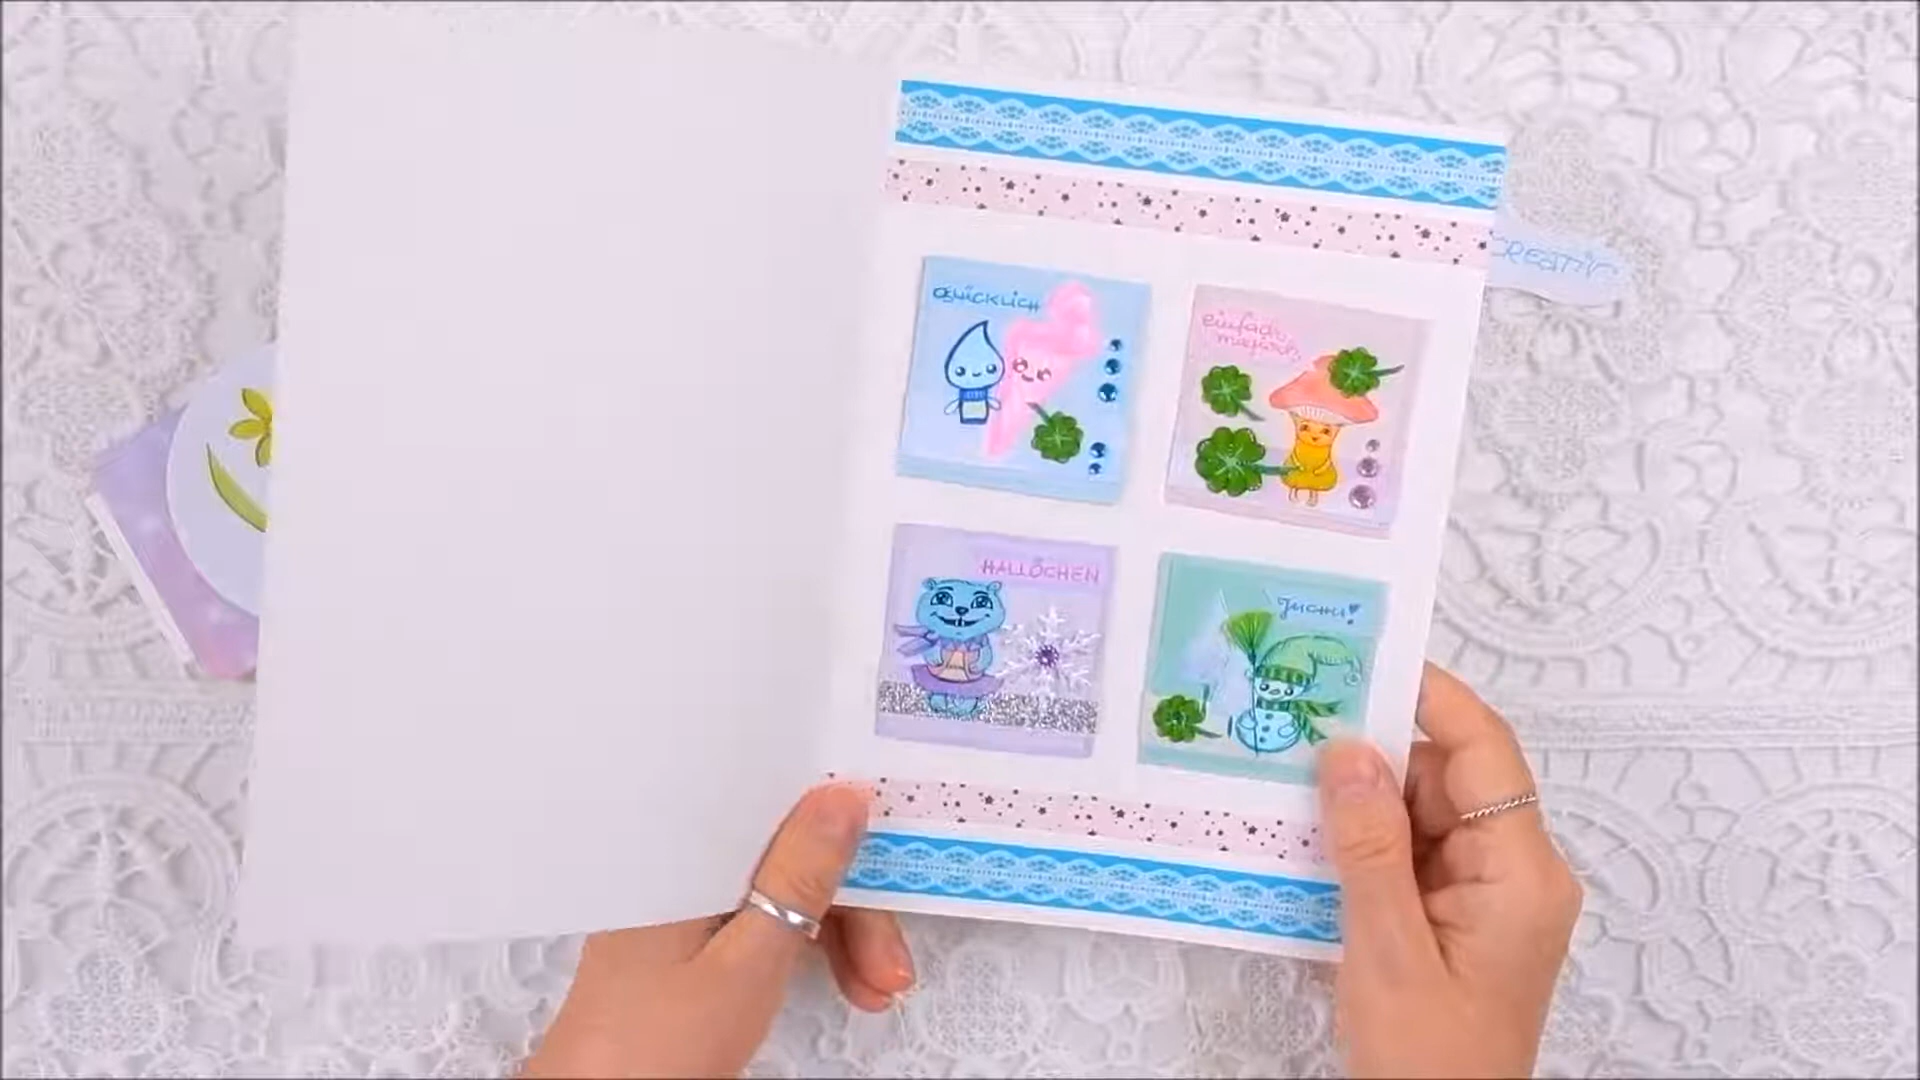 GLÜCKLICH
einfach
magisch
HALLÖCHEN
Juchu!
CREATIV